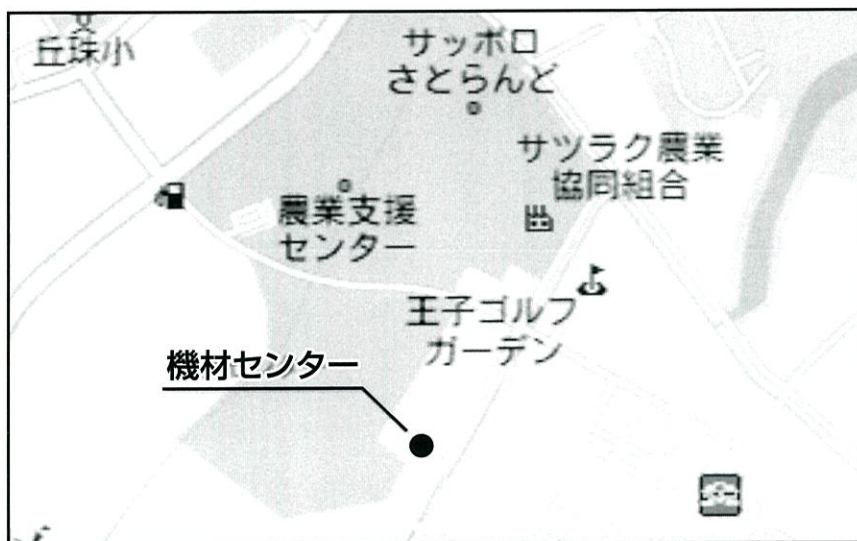 丘珠小
サッポロ
さとらんど
サツラク農業
協同組合
農業支援
センター
王子ゴルフ
ガーデン
機材センター